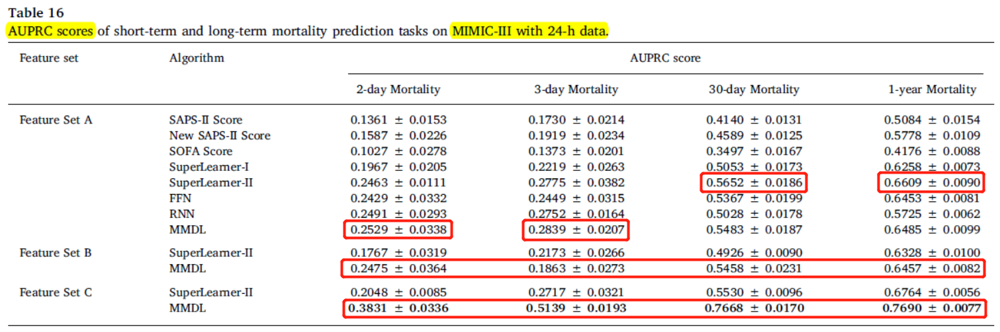 Table 16
AUPRC scores of short-term and long-term mortality prediction tasks on MIMIC-III with 24-h data.
Feature set Algorithm AUPRC score
2-day Mortality 3-day Mortality 30-day Mortality 1-year Mortality
Feature Set A SAPS-II Score 0.1361 ± 0.0153 0.1730 ± 0.0214 0.4140 ± 0.0131 0.5084 ± 0.0154
New SAPS-II Score 0.1587 ± 0.0226 0.1919 ± 0.0234 0.4589 ± 0.0125 0.5778 ± 0.0109
SOFA Score 0.1027 ± 0.0278 0.1373 ± 0.0201 0.3497 ± 0.0167 0.4176 ± 0.0088
SuperLearner-I 0.1967 ± 0.0205 0.2219 ± 0.0263 0.5053 ± 0.0173 0.6258 ± 0.0073
SuperLearner-II 0.2463 ± 0.0111 0.2775 ± 0.0382 0.5652 ± 0.0186 0.6609 ± 0.0090
FFN 0.2429 ± 0.0332 0.2449 ± 0.0315 0.5367 ± 0.0199 0.6453 ± 0.0081
RNN 0.2491 ± 0.0293 0.2752 ± 0.0164 0.5028 ± 0.0178 0.5725 ± 0.0062
MMDL 0.2529 ± 0.0338 0.2839 ± 0.0207 0.5483 ± 0.0187 0.6485 ± 0.0099
Feature Set B SuperLearner-II 0.1767 ± 0.0319 0.2173 ± 0.0266 0.4926 ± 0.0090 0.6328 ± 0.0100
MMDL 0.2475 ± 0.0364 0.1863 ± 0.0273 0.5458 ± 0.0231 0.6457 ± 0.0082
Feature Set C SuperLearner-II 0.2048 ± 0.0085 0.2717 ± 0.0321 0.5530 ± 0.0096 0.6764 ± 0.0056
MMDL 0.3831 ± 0.0336 0.5139 ± 0.0193 0.7668 ± 0.0170 0.7690 ± 0.0077